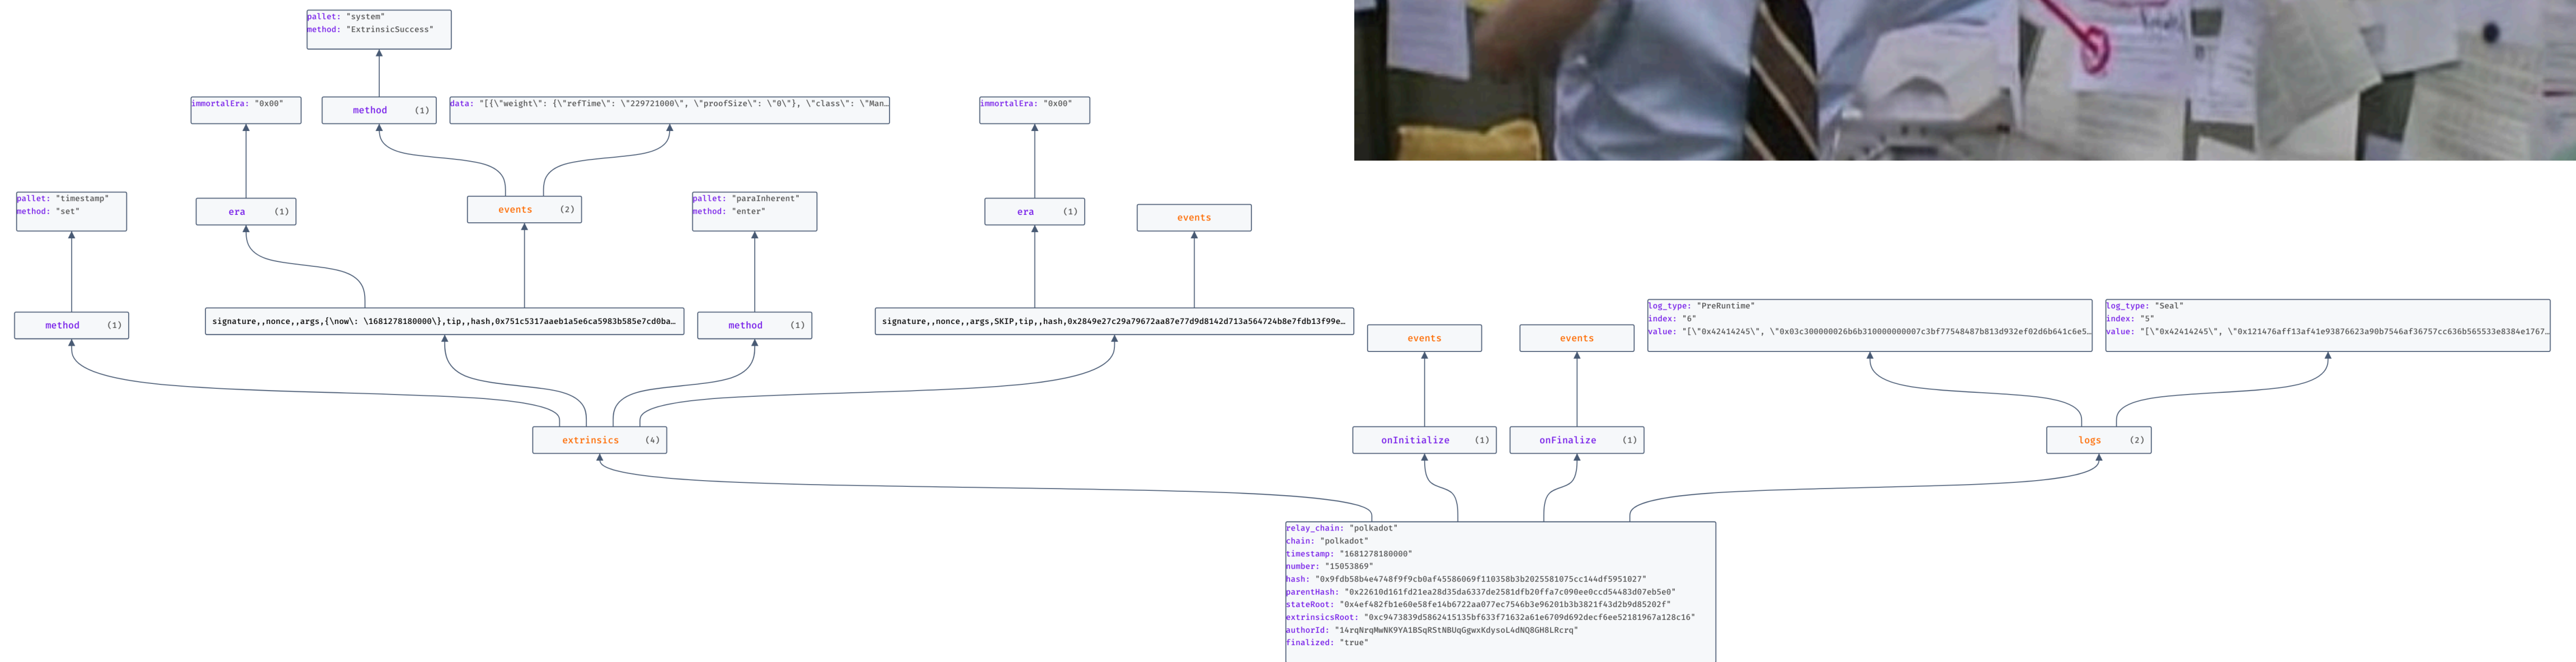 pallet: "system"
method: "ExtrinsicSuccess"
immortalEra: "0x00"
method (1)
data: "[{\"weight\": {\"refTime\": \"229721000\", \"proofSize\": \"0\"}, \"class\": \"Man…
immortalEra: "0x00"
pallet: "timestamp"
method: "set"
era (1)
events (2)
pallet: "paraInherent"
method: "enter"
era (1)
events
method (1)
signature,,nonce,,args,{\now\: \1681278180000\},tip,,hash,0x751c5317aaeb1a5e6ca5983b585e7cd0ba…
method (1)
signature,,nonce,,args,SKIP,tip,,hash,0x2849e27c29a79672aa87e77d9d8142d713a564724b8e7fdb13f99e…
events
events
log_type: "PreRuntime"
index: "6"
value: "[\"0x42414245\", \"0x03c300000026b6b310000000007c3bf77548487b813d932ef02d6b641c6e5…
log_type: "Seal"
index: "5"
value: "[\"0x42414245\", \"0x121476aff13af41e93876623a90b7546af36757cc636b565533e8384e1767…
extrinsics (4)
onInitialize (1)
onFinalize (1)
logs (2)
relay_chain: "polkadot"
chain: "polkadot"
timestamp: "1681278180000"
number: "15053869"
hash: "0x9fdb58b4e4748f9f9cb0af45586069f110358b3b2025581075cc144df5951027"
parentHash: "0x22610d161fd21ea28d35da6337de2581dfb20ffa7c090ee0ccd54483d07eb5e0"
stateRoot: "0x4ef482fb1e60e58fe14b6722aa077ec7546b3e96201b3b3821f43d2b9d85202f"
extrinsicsRoot: "0xc9473839d5862415135bf633f71632a61e6709d692decf6ee52181967a128c16"
authorId: "14rqNrqMwNK9YA1BSqRStNBUqGgwxKdysoL4dNQ8GH8LRcrq"
finalized: "true"